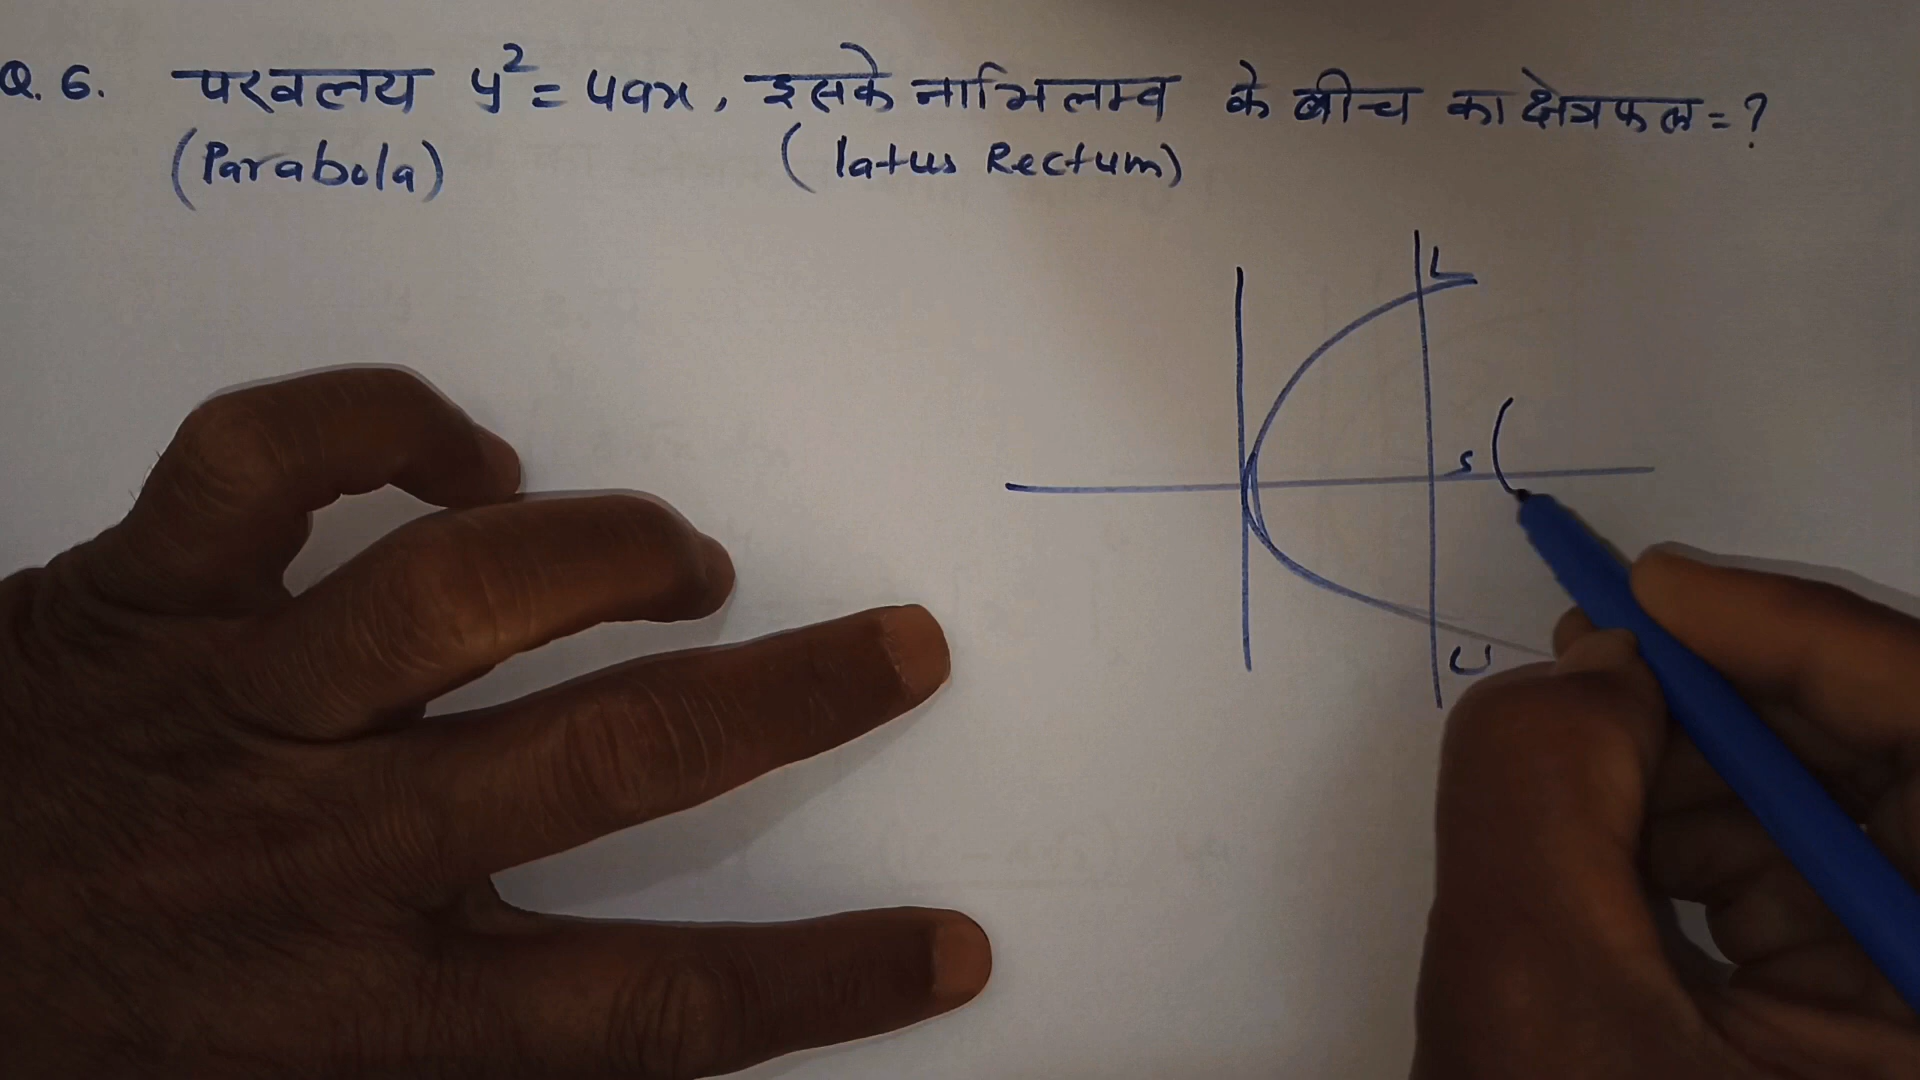 Q. 6. परवलय y² = 4ax, इसके नाभिलम्ब के बीच का क्षेत्रफल = ?
(Parabola) (latus Rectum)
L
S (
L'